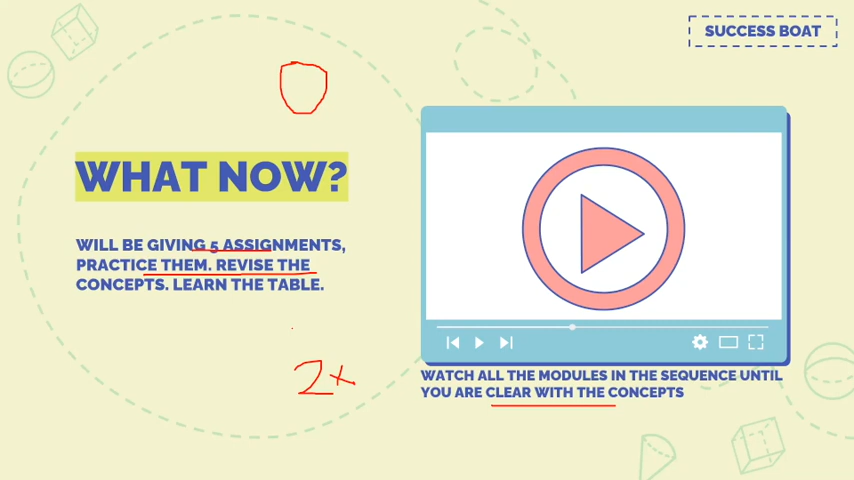 SUCCESS BOAT
WHAT NOW?
WILL BE GIVING 5 ASSIGNMENTS,
PRACTICE THEM. REVISE THE
CONCEPTS. LEARN THE TABLE.
2x
WATCH ALL THE MODULES IN THE SEQUENCE UNTIL
YOU ARE CLEAR WITH THE CONCEPTS